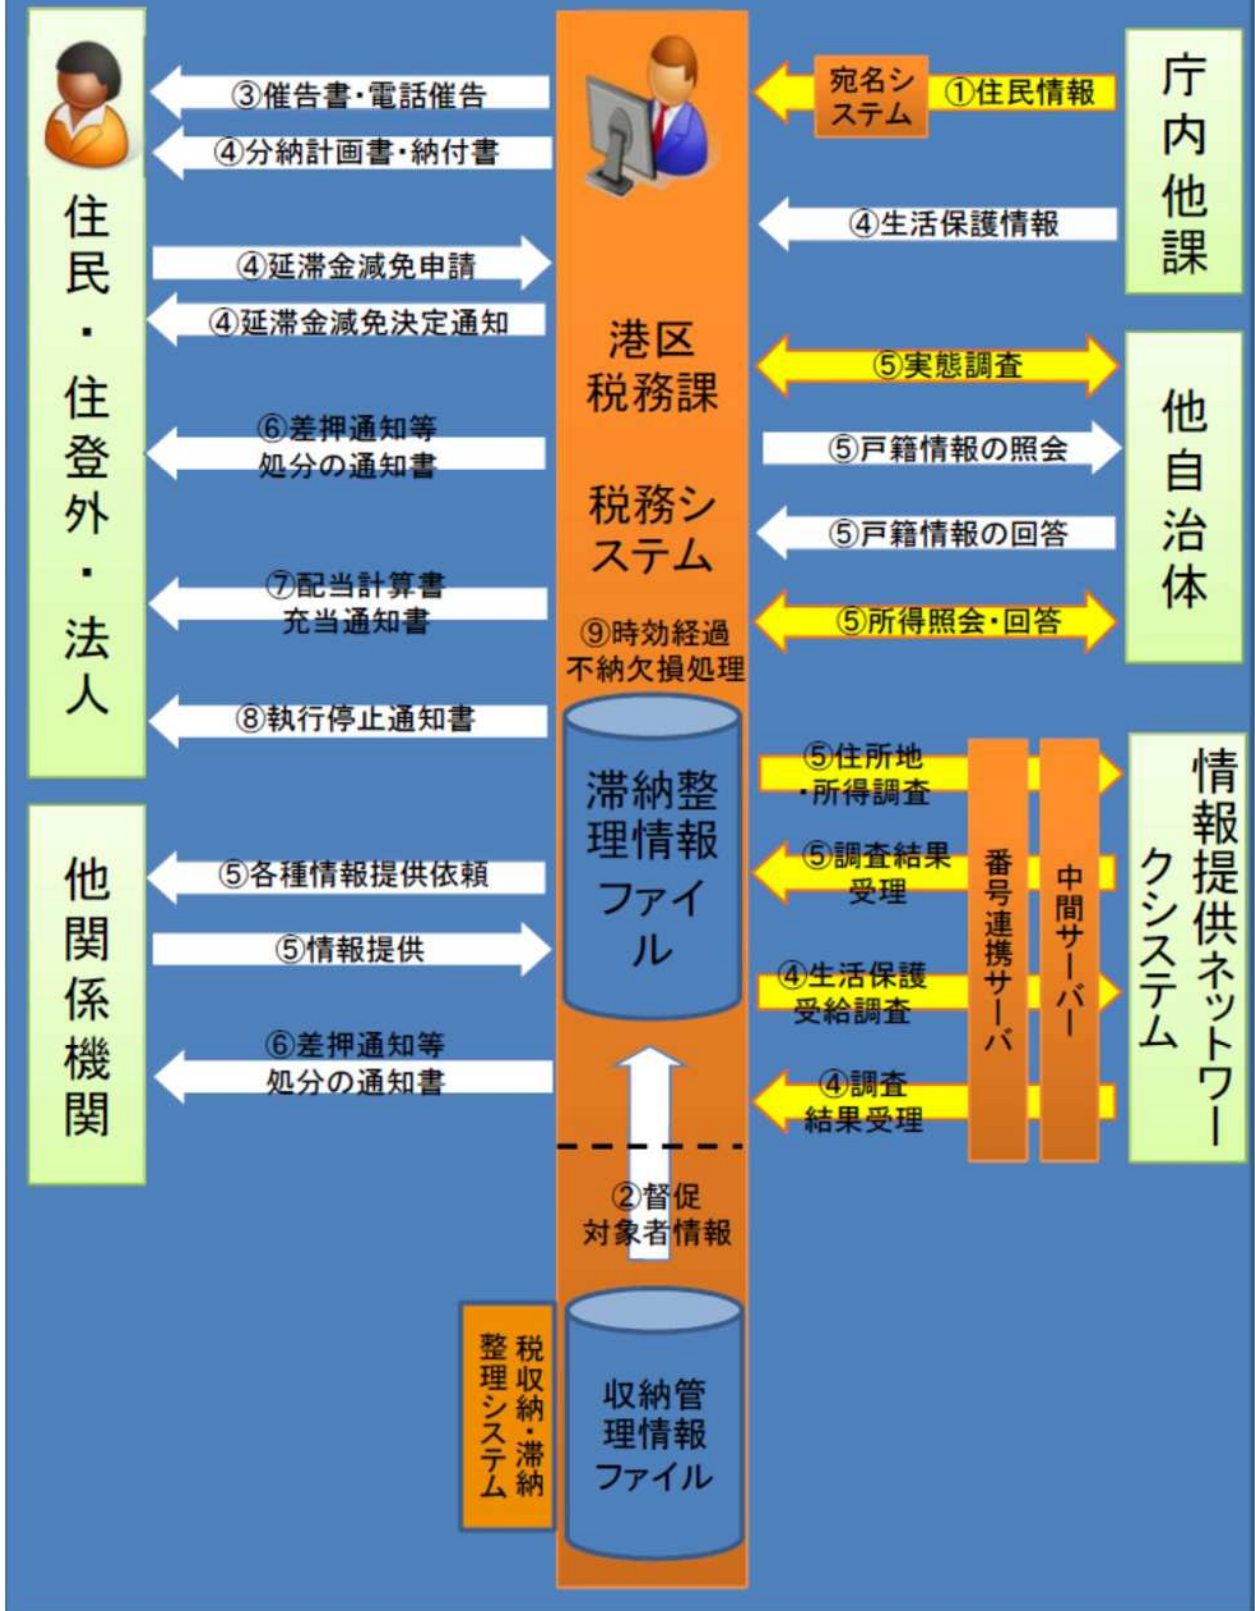 ③催告書・電話催告
④分納計画書・納付書
④延滞金減免申請
④延滞金減免決定通知
⑥差押通知等
処分の通知書
⑦配当計算書
充当通知書
⑧執行停止通知書
住民・住登外・法人
⑤各種情報提供依頼
⑤情報提供
⑥差押通知等
処分の通知書
他関係機関
港区
税務課
税務シ
ステム
⑨時効経過
不納欠損処理
滞納整
理情報
ファイ
ル
②督促
対象者情報
税収納・滞納
整理システム
収納管
理情報
ファイル
宛名シ
ステム
①住民情報
④生活保護情報
庁内他課
⑤実態調査
⑤戸籍情報の照会
⑤戸籍情報の回答
⑤所得照会・回答
他自治体
⑤住所地
・所得調査
⑤調査結果
受理
④生活保護
受給調査
④調査
結果受理
番号連携サーバ
中間サーバー
情報提供ネットワー
クシステム